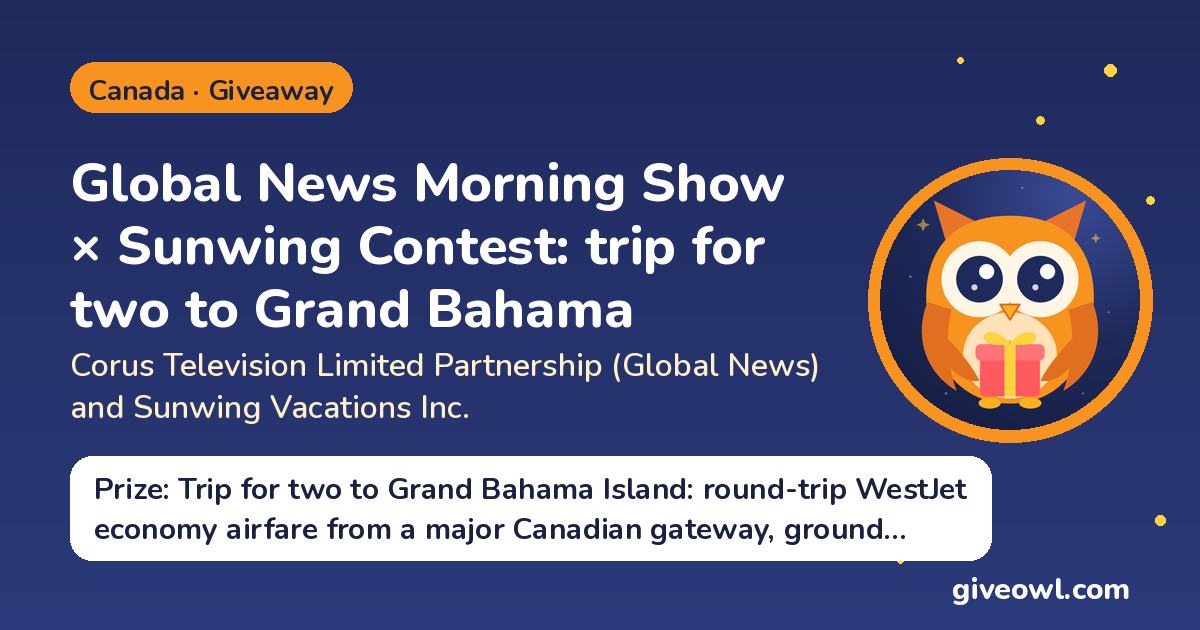 Canada · Giveaway
Global News Morning Show
× Sunwing Contest: trip for
two to Grand Bahama
Corus Television Limited Partnership (Global News)
and Sunwing Vacations Inc.
Prize: Trip for two to Grand Bahama Island: round-trip WestJet
economy airfare from a major Canadian gateway, ground...
giveowl.com